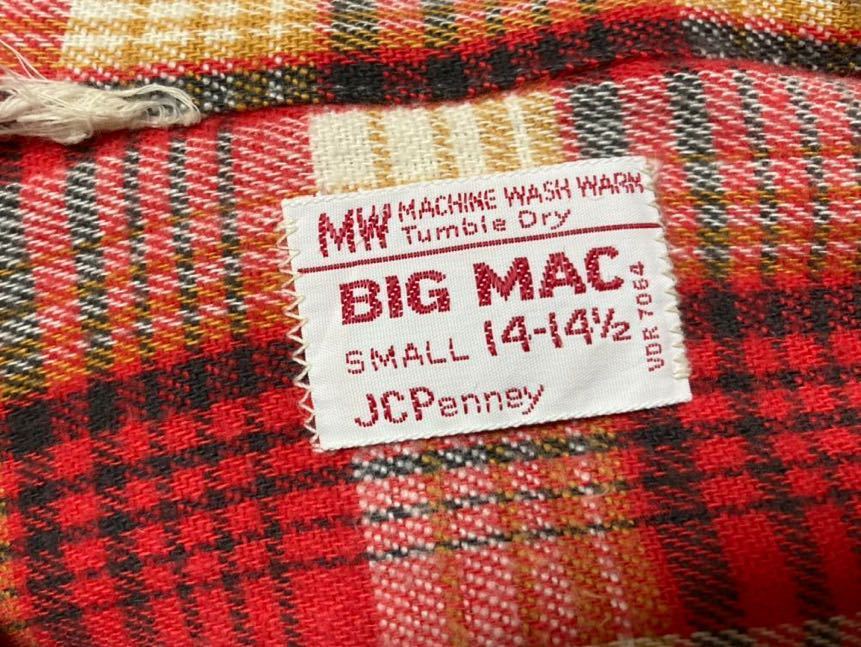 MW MACHINE WASH WARM
Tumble Dry
BIG MAC
SMALL 14-14½
JCPenney
VDR 7064